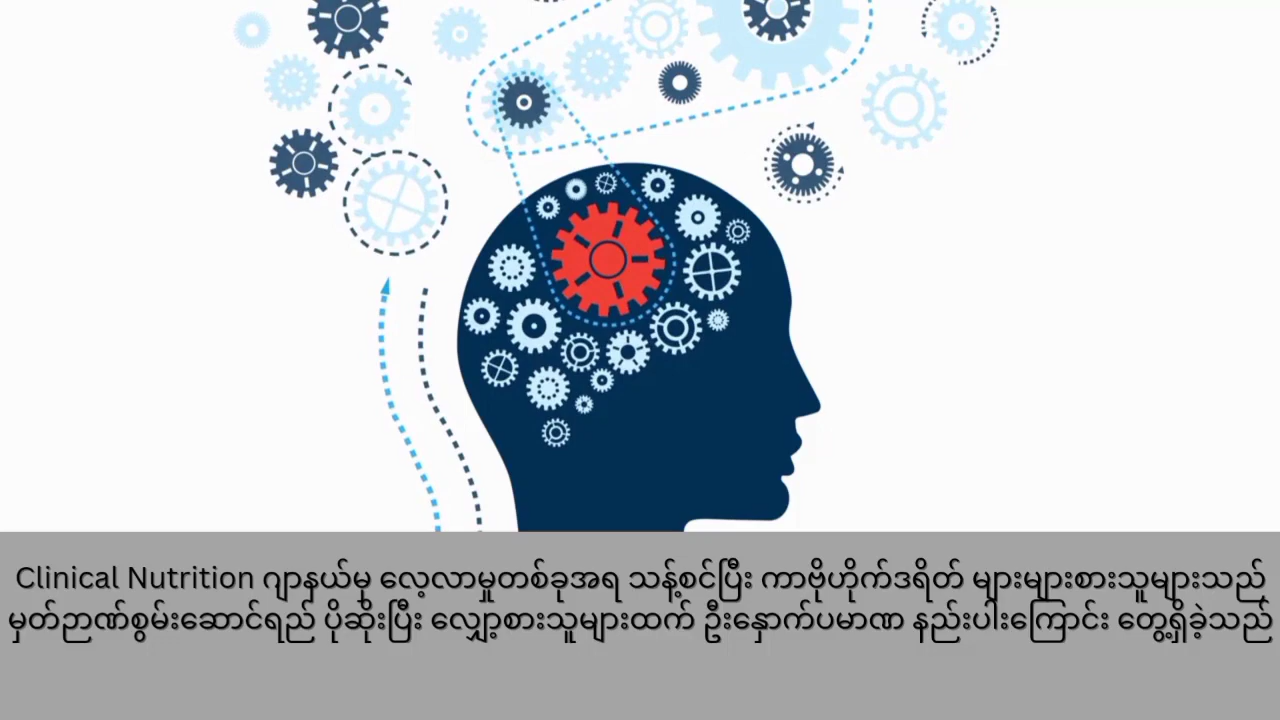 Clinical Nutrition ဂျာနယ်မှ လေ့လာမှုတစ်ခုအရ သန့်စင်ပြီး ကာဗိုဟိုက်ဒရိတ် များများစားသူများသည်
မှတ်ဉာဏ်စွမ်းဆောင်ရည် ပိုဆိုးပြီး လျှော့စားသူများထက် ဦးနှောက်ပမာဏ နည်းပါးကြောင်း တွေ့ရှိခဲ့သည်